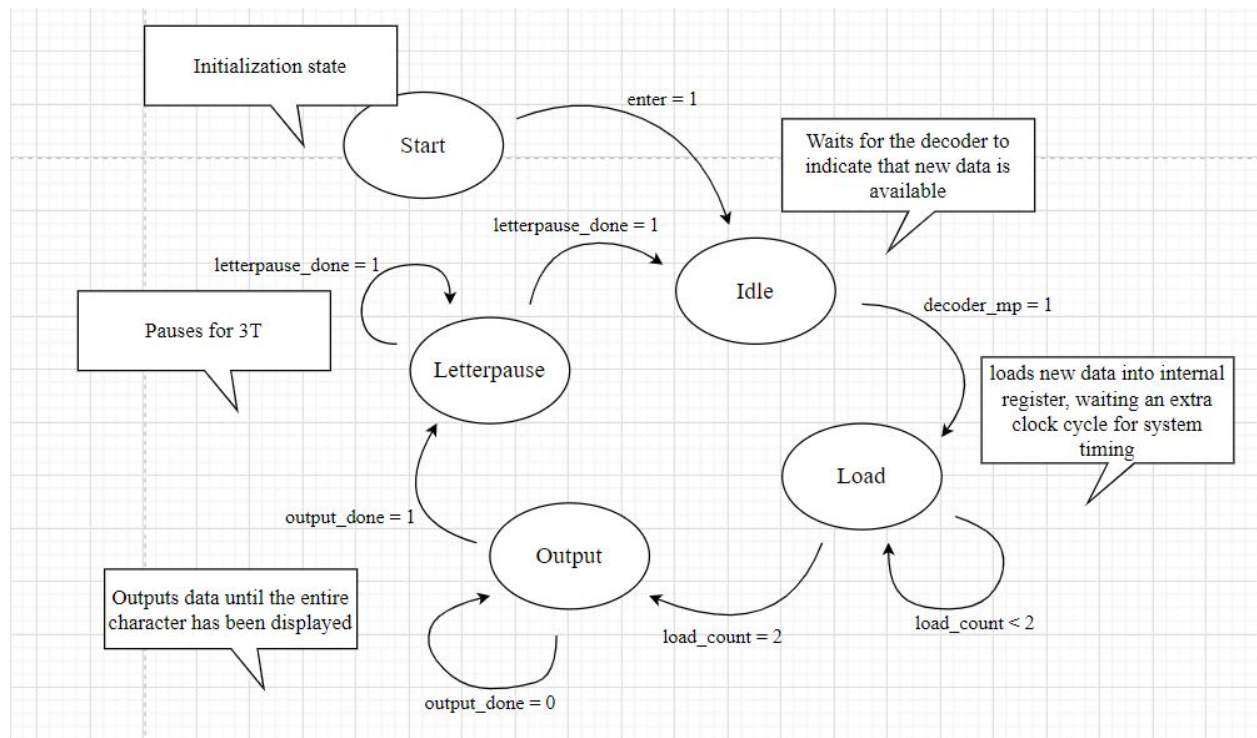 Initialization state
enter = 1
Start
Waits for the decoder to
indicate that new data is
available
letterpause_done = 1
letterpause_done = 1
Idle
decoder_mp = 1
Pauses for 3T
Letterpause
loads new data into internal
register, waiting an extra
clock cycle for system
timing
Load
output_done = 1
Output
Outputs data until the entire
character has been displayed
load_count = 2
load_count < 2
output_done = 0